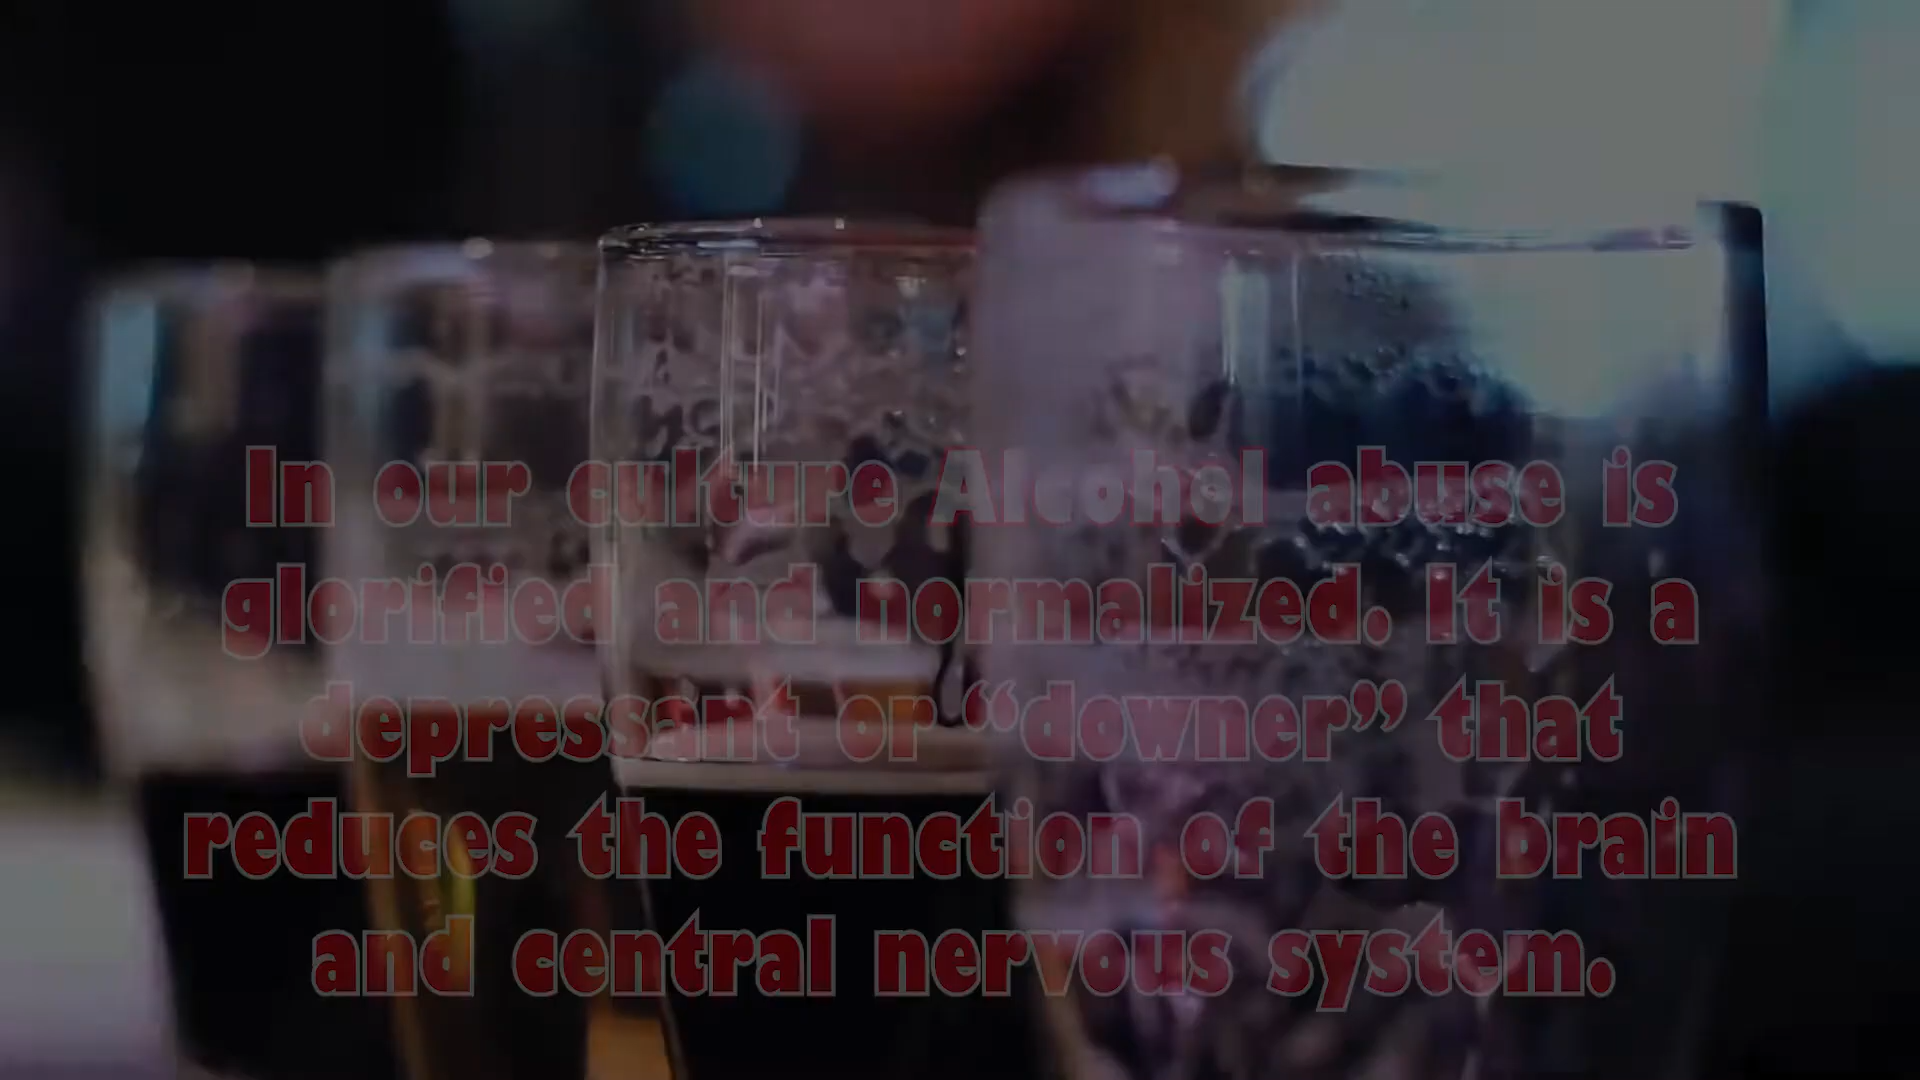 In our culture Alcohol abuse is
glorified and normalized. It is a
depressant or “downer” that
reduces the function of the brain
and central nervous system.